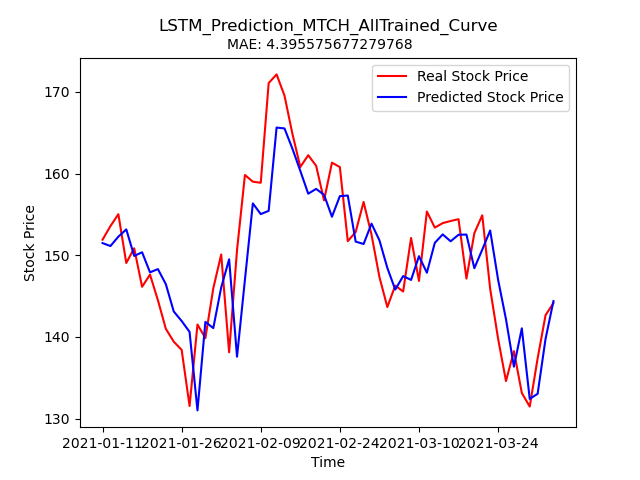 LSTM_Prediction_MTCH_AllTrained_Curve
MAE: 4.395575677279768
Real Stock Price
Predicted Stock Price
Stock Price
170
160
150
140
130
2021-01-11
2021-01-26
2021-02-09
2021-02-24
2021-03-10
2021-03-24
Time